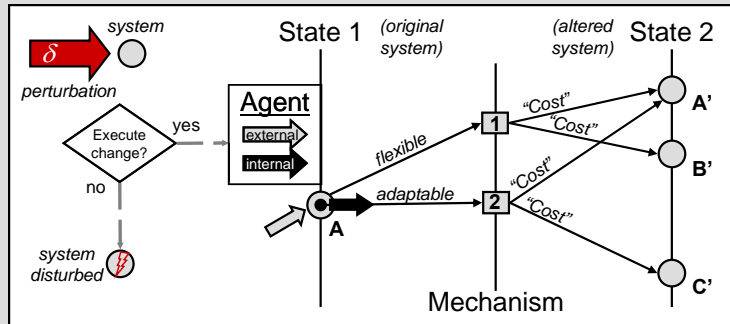 system
δ
perturbation
Execute
change?
yes
no
system
disturbed
Agent
external
internal
State 1
(original
system)
(altered
system)
State 2
flexible
adaptable
A
1
2
"Cost"
"Cost"
"Cost"
"Cost"
A'
B'
C'
Mechanism